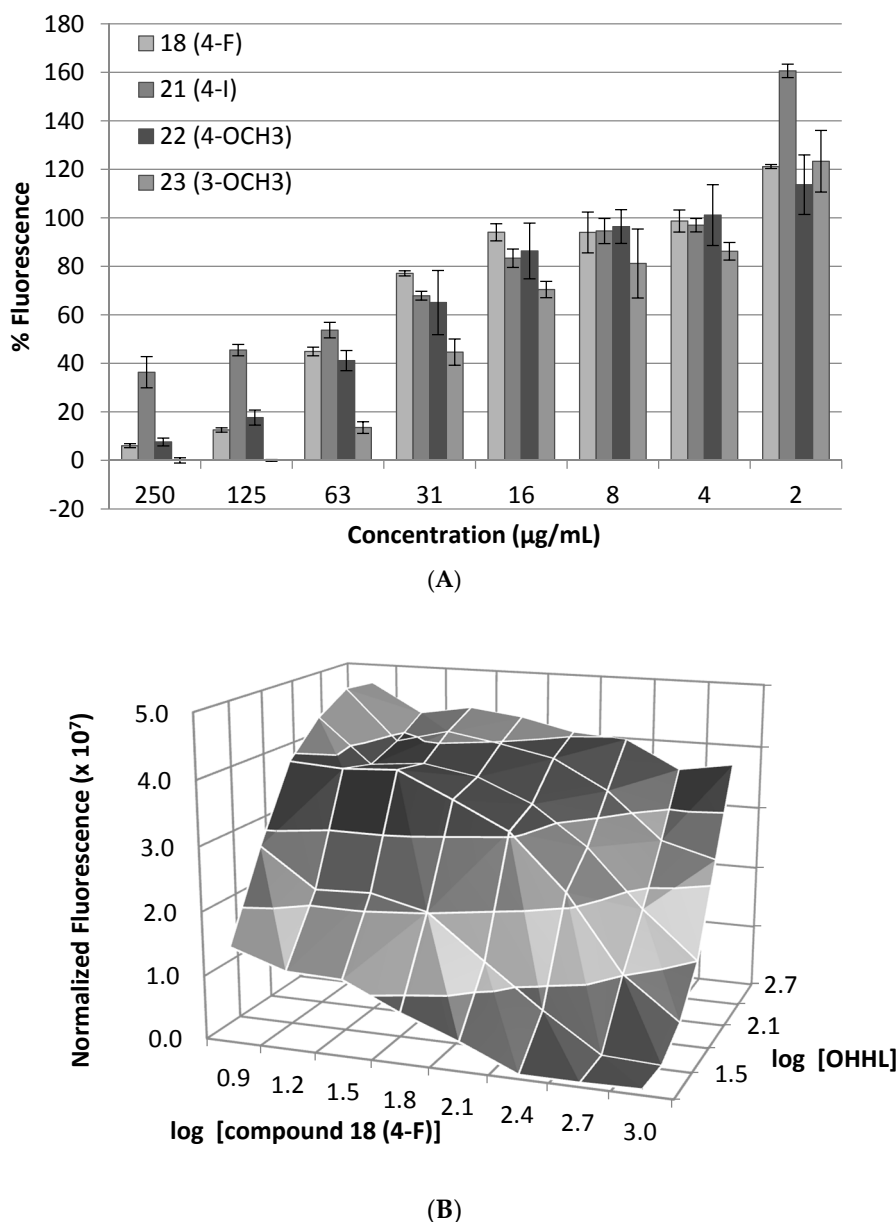 180
160
140
120
100
80
60
40
20
0
-20
% Fluorescence
18 (4-F)
21 (4-I)
22 (4-OCH3)
23 (3-OCH3)
250 125 63 31 16 8 4 2
Concentration (µg/mL)
(A)
5.0
4.0
3.0
2.0
1.0
0.0
Normalized Fluorescence (x 10⁷)
0.9 1.2 1.5 1.8 2.1 2.4 2.7 3.0
log [compound 18 (4-F)]
2.7
2.1
1.5
log [OHHL]
(B)